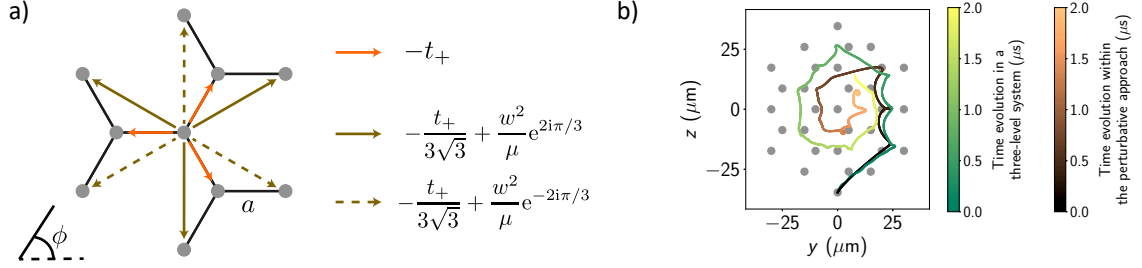 a)
−t₊
−t₊/(3√3) + w²/μ e^{2iπ/3}
−t₊/(3√3) + w²/μ e^{−2iπ/3}
a
ϕ
b)
z (μm)
25
0
−25
−25 0 25
y (μm)
2.0
1.5
1.0
0.5
0.0
Time evolution in a
three-level system (μs)
2.0
1.5
1.0
0.5
0.0
Time evolution within
the perturbative approach (μs)